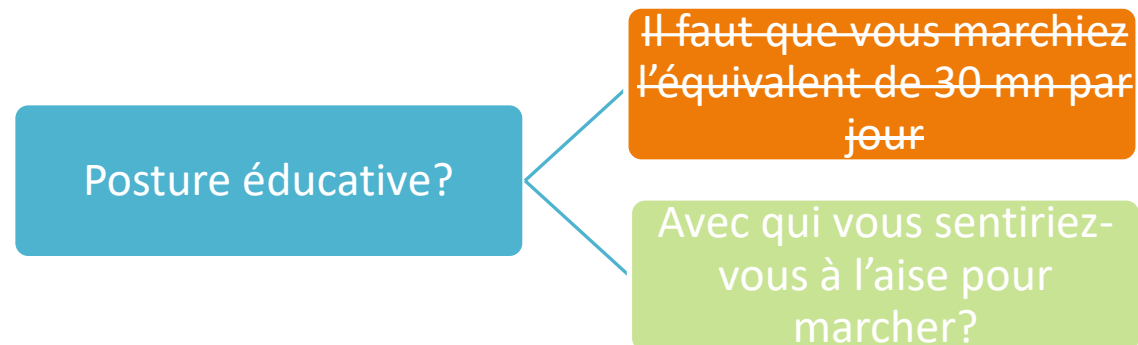 Posture éducative?
Il faut que vous marchiez
l’équivalent de 30 mn par
jour
Avec qui vous sentiriez-
vous à l’aise pour
marcher?